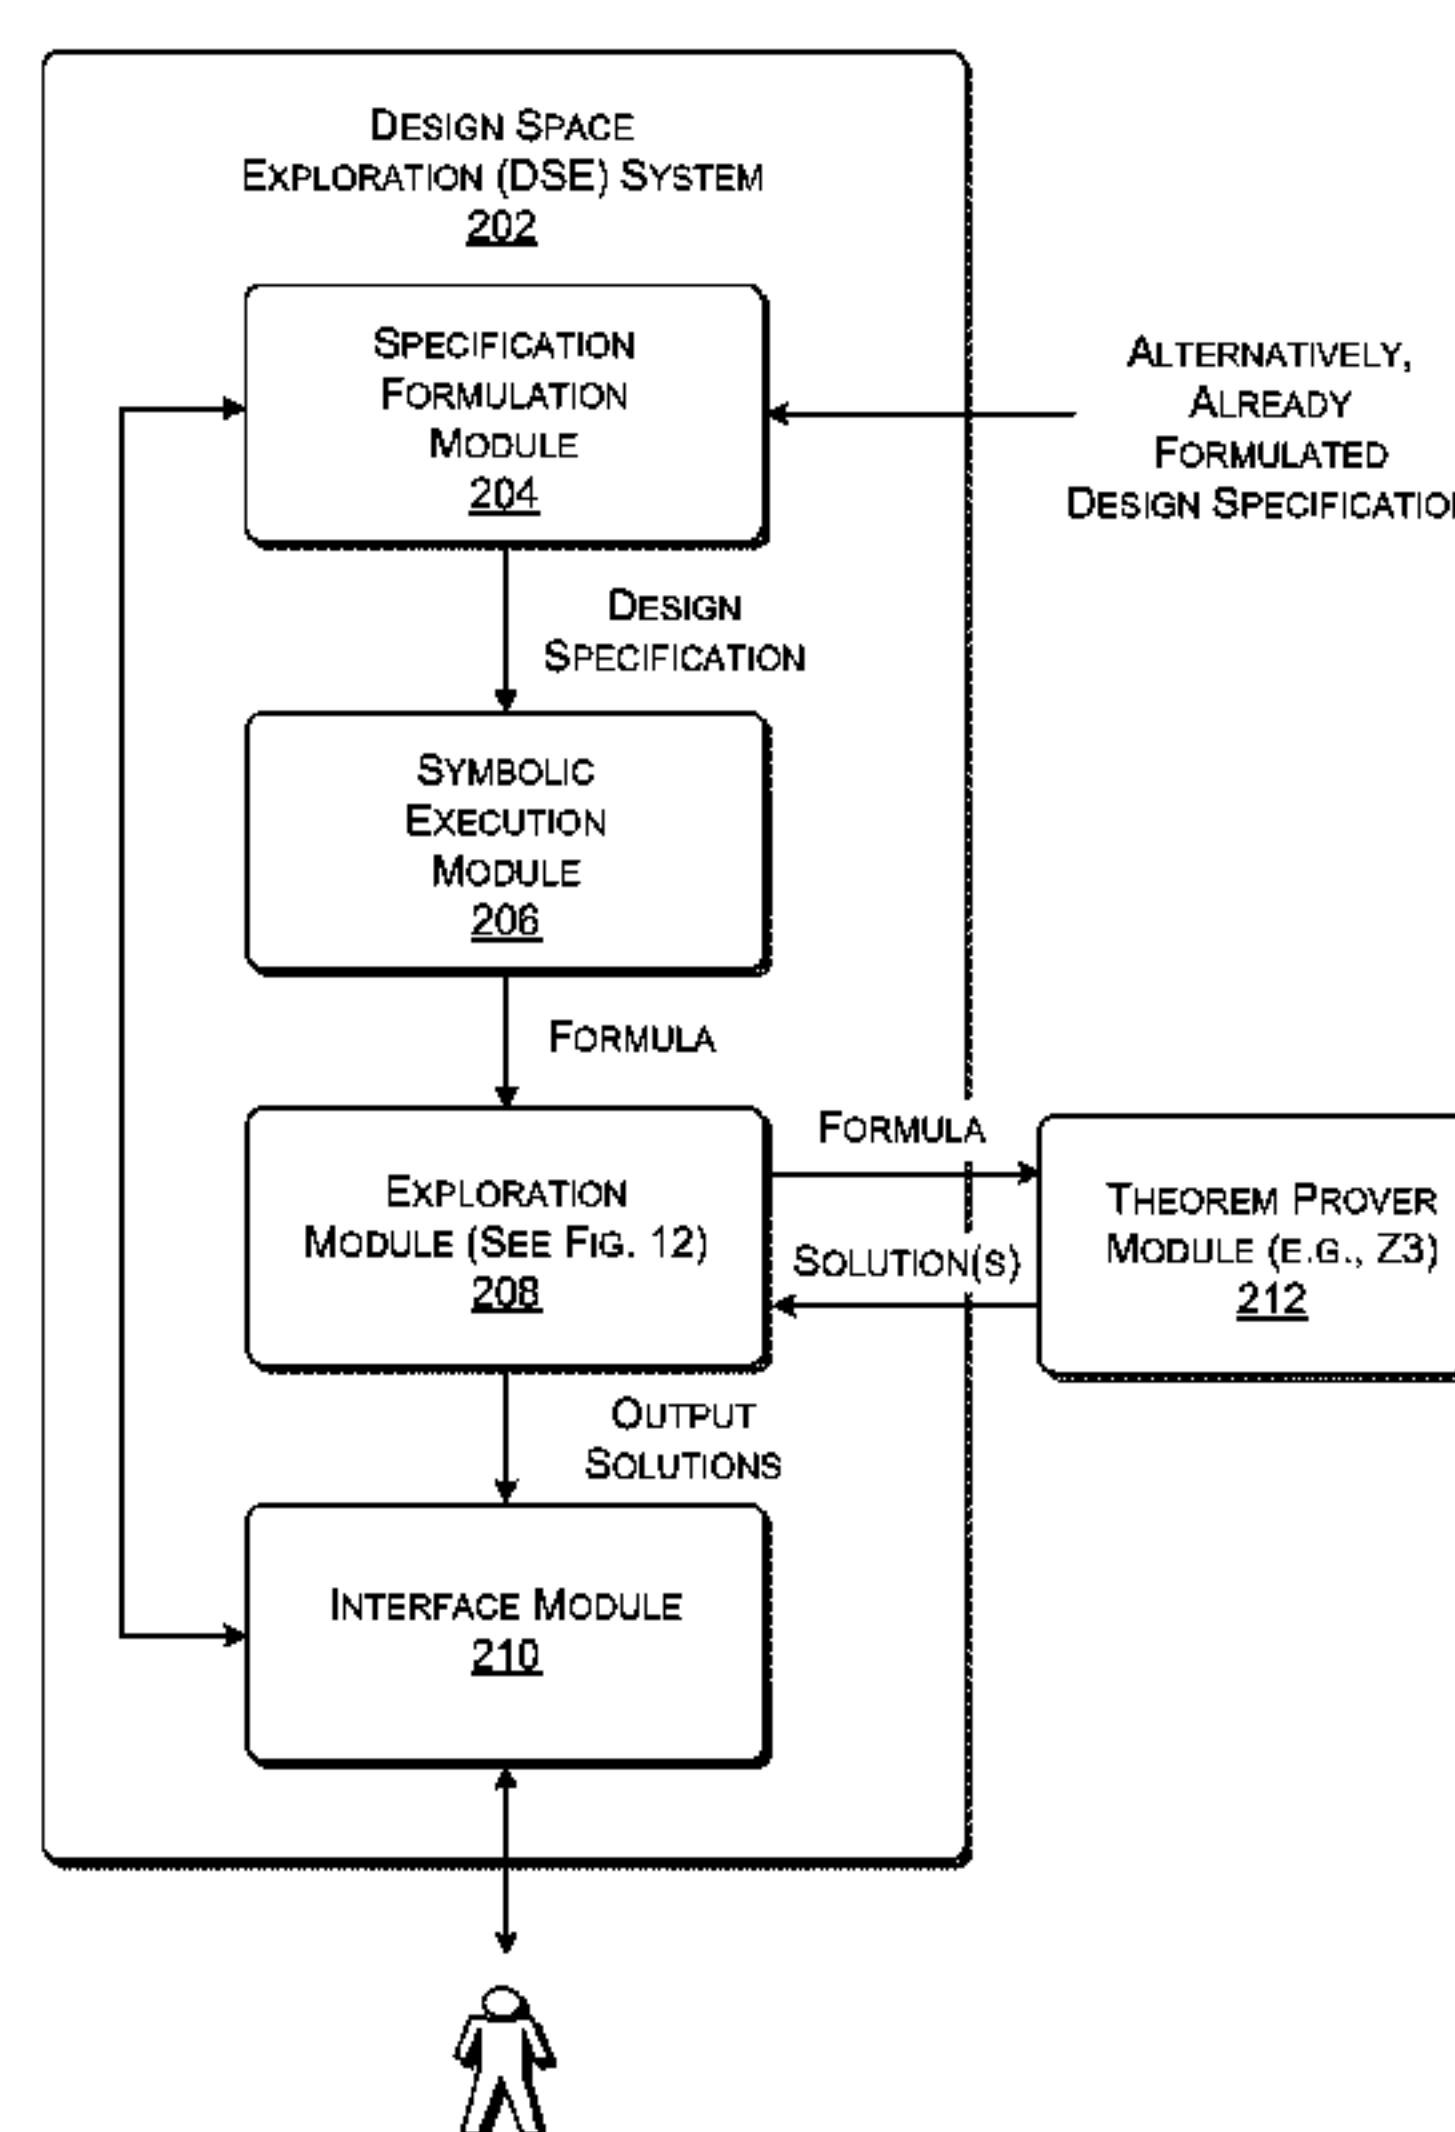 DESIGN SPACE
EXPLORATION (DSE) SYSTEM
202
SPECIFICATION
FORMULATION
MODULE
204
ALTERNATIVELY,
ALREADY
FORMULATED
DESIGN
DESIGN
SPECIFICATION
SYMBOLIC
EXECUTION
MODULE
206
FORMULA
EXPLORATION
MODULE (SEE FIG. 12)
208
FORMULA
SOLUTION(S)
THEOREM PROVER
MODULE (E.G., Z3)
212
OUTPUT
SOLUTIONS
INTERFACE MODULE
210